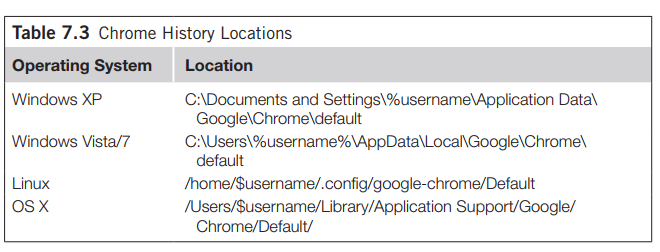 Table 7.3 Chrome History Locations
Operating System Location
Windows XP C:\Documents and Settings\%username\Application Data\
Google\Chrome\default
Windows Vista/7 C:\Users\%username%\AppData\Local\Google\Chrome\
default
Linux /home/$username/.config/google-chrome/Default
OS X /Users/$username/Library/Application Support/Google/
Chrome/Default/